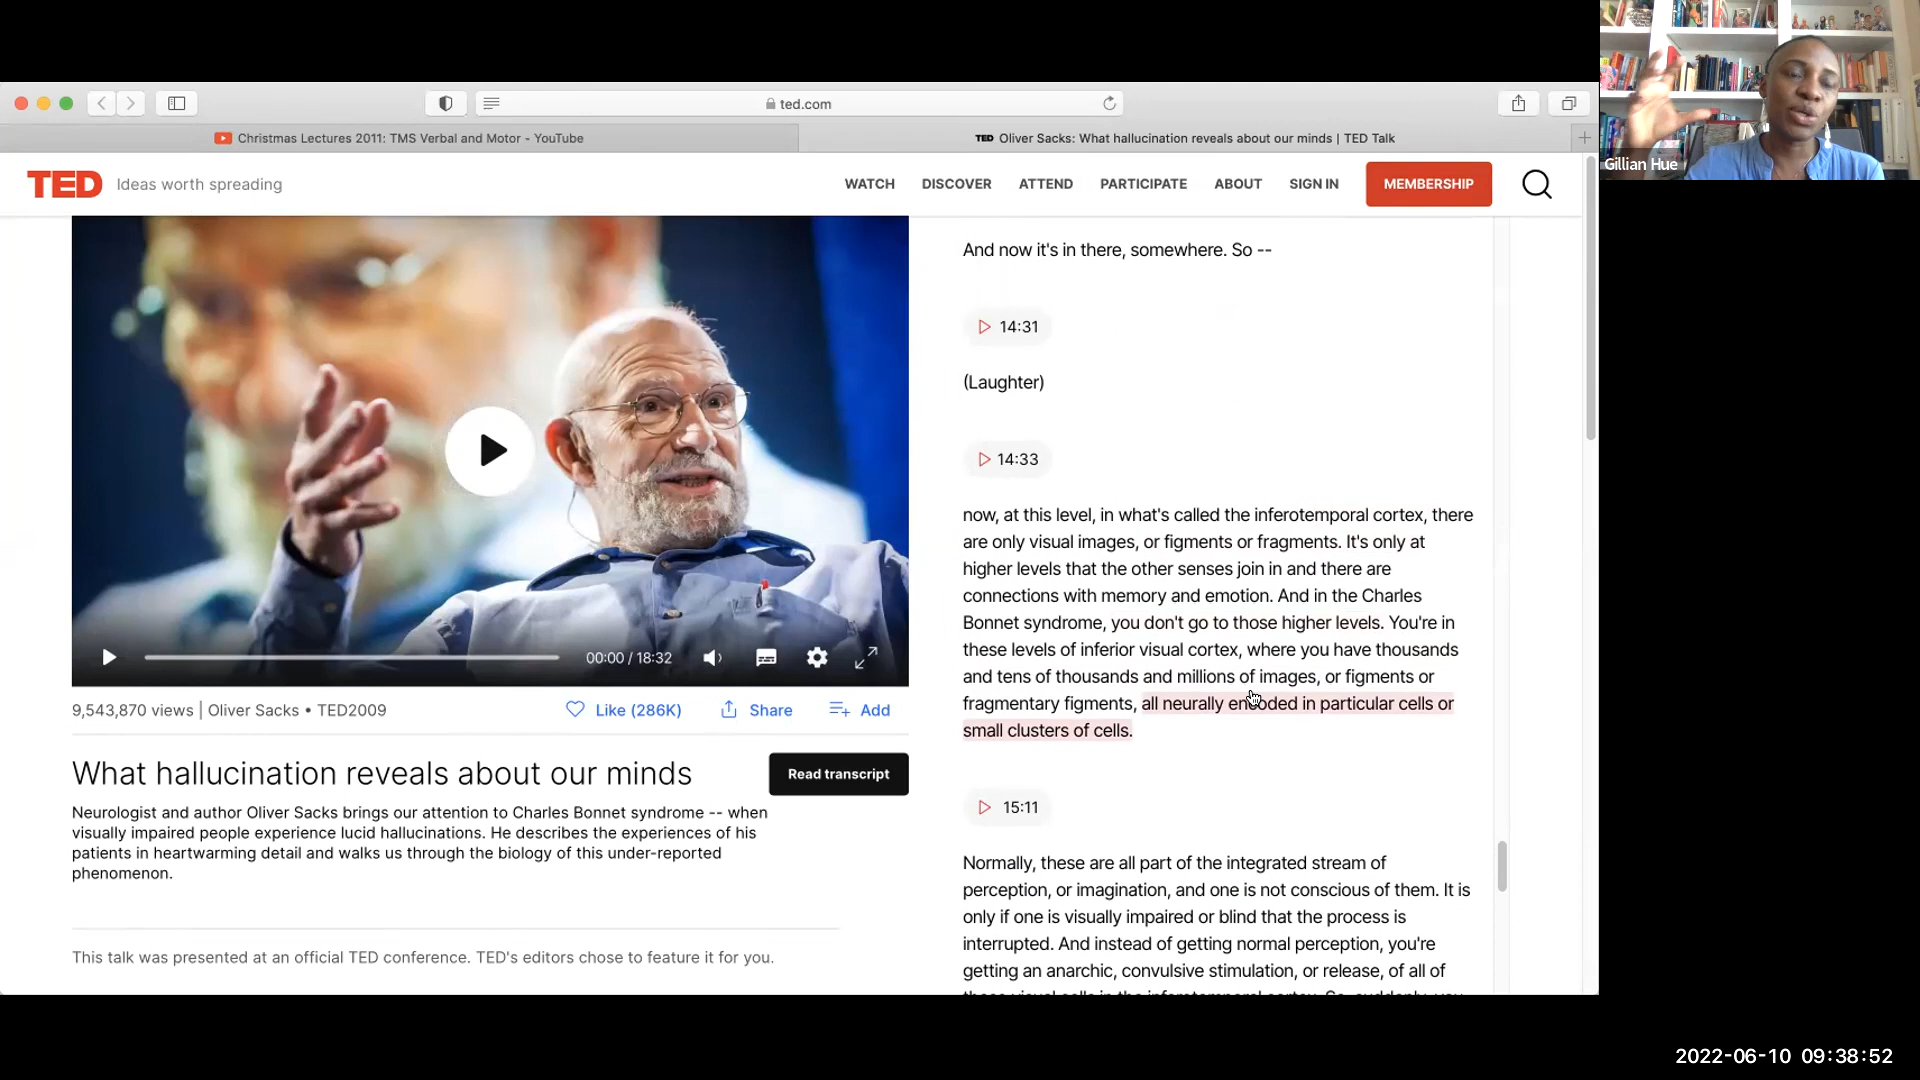 ted.com
Christmas Lectures 2011: TMS Verbal and Motor - YouTube
TED Oliver Sacks: What hallucination reveals about our minds | TED Talk
Gillian Hue
TED Ideas worth spreading
WATCH DISCOVER ATTEND PARTICIPATE ABOUT SIGN IN MEMBERSHIP
00:00 / 18:32
9,543,870 views | Oliver Sacks • TED2009
Like (286K) Share Add
What hallucination reveals about our minds
Read transcript
Neurologist and author Oliver Sacks brings our attention to Charles Bonnet syndrome -- when
visually impaired people experience lucid hallucinations. He describes the experiences of his
patients in heartwarming detail and walks us through the biology of this under-reported
phenomenon.
This talk was presented at an official TED conference. TED's editors chose to feature it for you.
And now it's in there, somewhere. So --
14:31
(Laughter)
14:33
now, at this level, in what's called the inferotemporal cortex, there
are only visual images, or figments or fragments. It's only at
higher levels that the other senses join in and there are
connections with memory and emotion. And in the Charles
Bonnet syndrome, you don't go to those higher levels. You're in
these levels of inferior visual cortex, where you have thousands
and tens of thousands and millions of images, or figments or
fragmentary figments, all neurally encoded in particular cells or
small clusters of cells.
15:11
Normally, these are all part of the integrated stream of
perception, or imagination, and one is not conscious of them. It is
only if one is visually impaired or blind that the process is
interrupted. And instead of getting normal perception, you're
getting an anarchic, convulsive stimulation, or release, of all of
2022-06-10 09:38:52